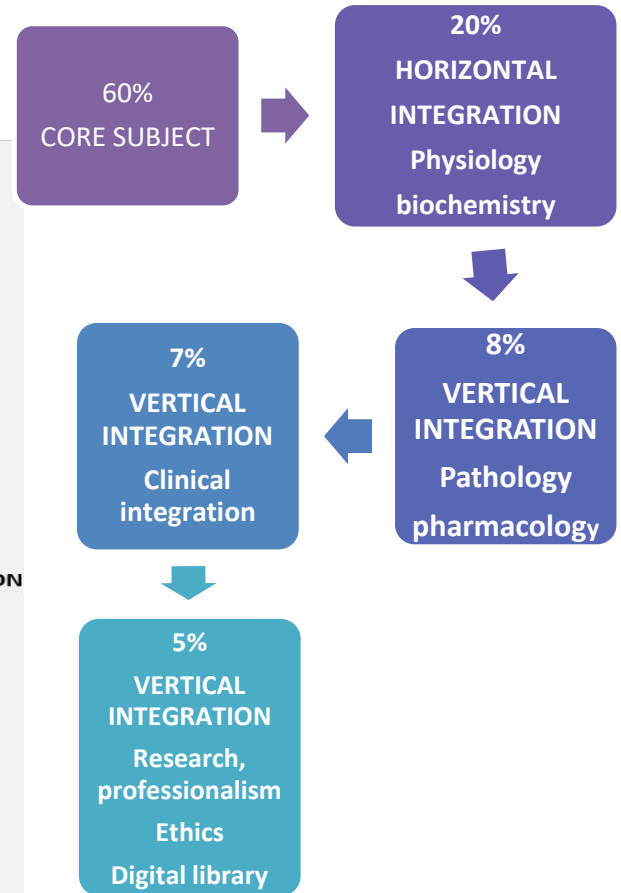 60%
CORE SUBJECT
20%
HORIZONTAL
INTEGRATION
Physiology
biochemistry
8%
VERTICAL
INTEGRATION
Pathology
pharmacology
7%
VERTICAL
INTEGRATION
Clinical
integration
ON
5%
VERTICAL
INTEGRATION
Research,
professionalism
Ethics
Digital library